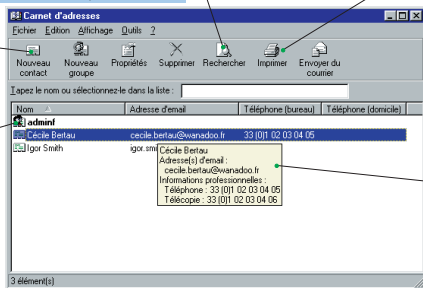 Carnet d'adresses
Fichier Edition Affichage Outils ?
Nouveau contact
Nouveau groupe
Propriétés
Supprimer
Rechercher
Imprimer
Envoyer du courrier
Tapez le nom ou sélectionnez-le dans la liste :
Nom Adresse d'email Téléphone (bureau) Téléphone (domicile)
adminf
Cécile Bertau cecile.bertau@wanadoo.fr 33 (0)1 02 03 04 05
Igor Smith igor.smi
Cécile Bertau
Adresse(s) d'email :
cecile.bertau@wanadoo.fr
Informations professionnelles :
Téléphone : 33 (0)1 02 03 04 05
Télécopie : 33 (0)1 02 03 04 06
3 élément(s)